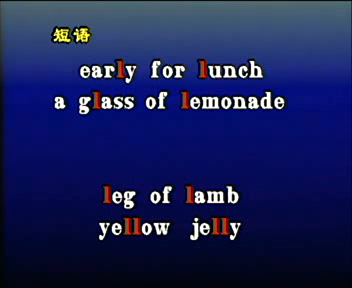 短语
early for lunch
a glass of lemonade
leg of lamb
yellow jelly